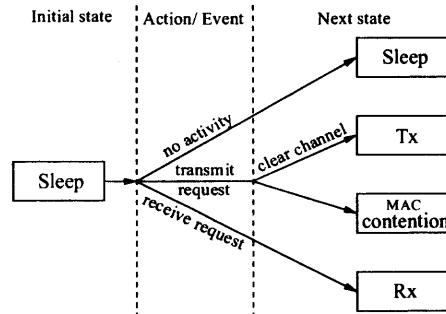 Initial state
Action/ Event
Next state
Sleep
no activity
Sleep
transmit
request
clear channel
Tx
MAC
contention
receive request
Rx